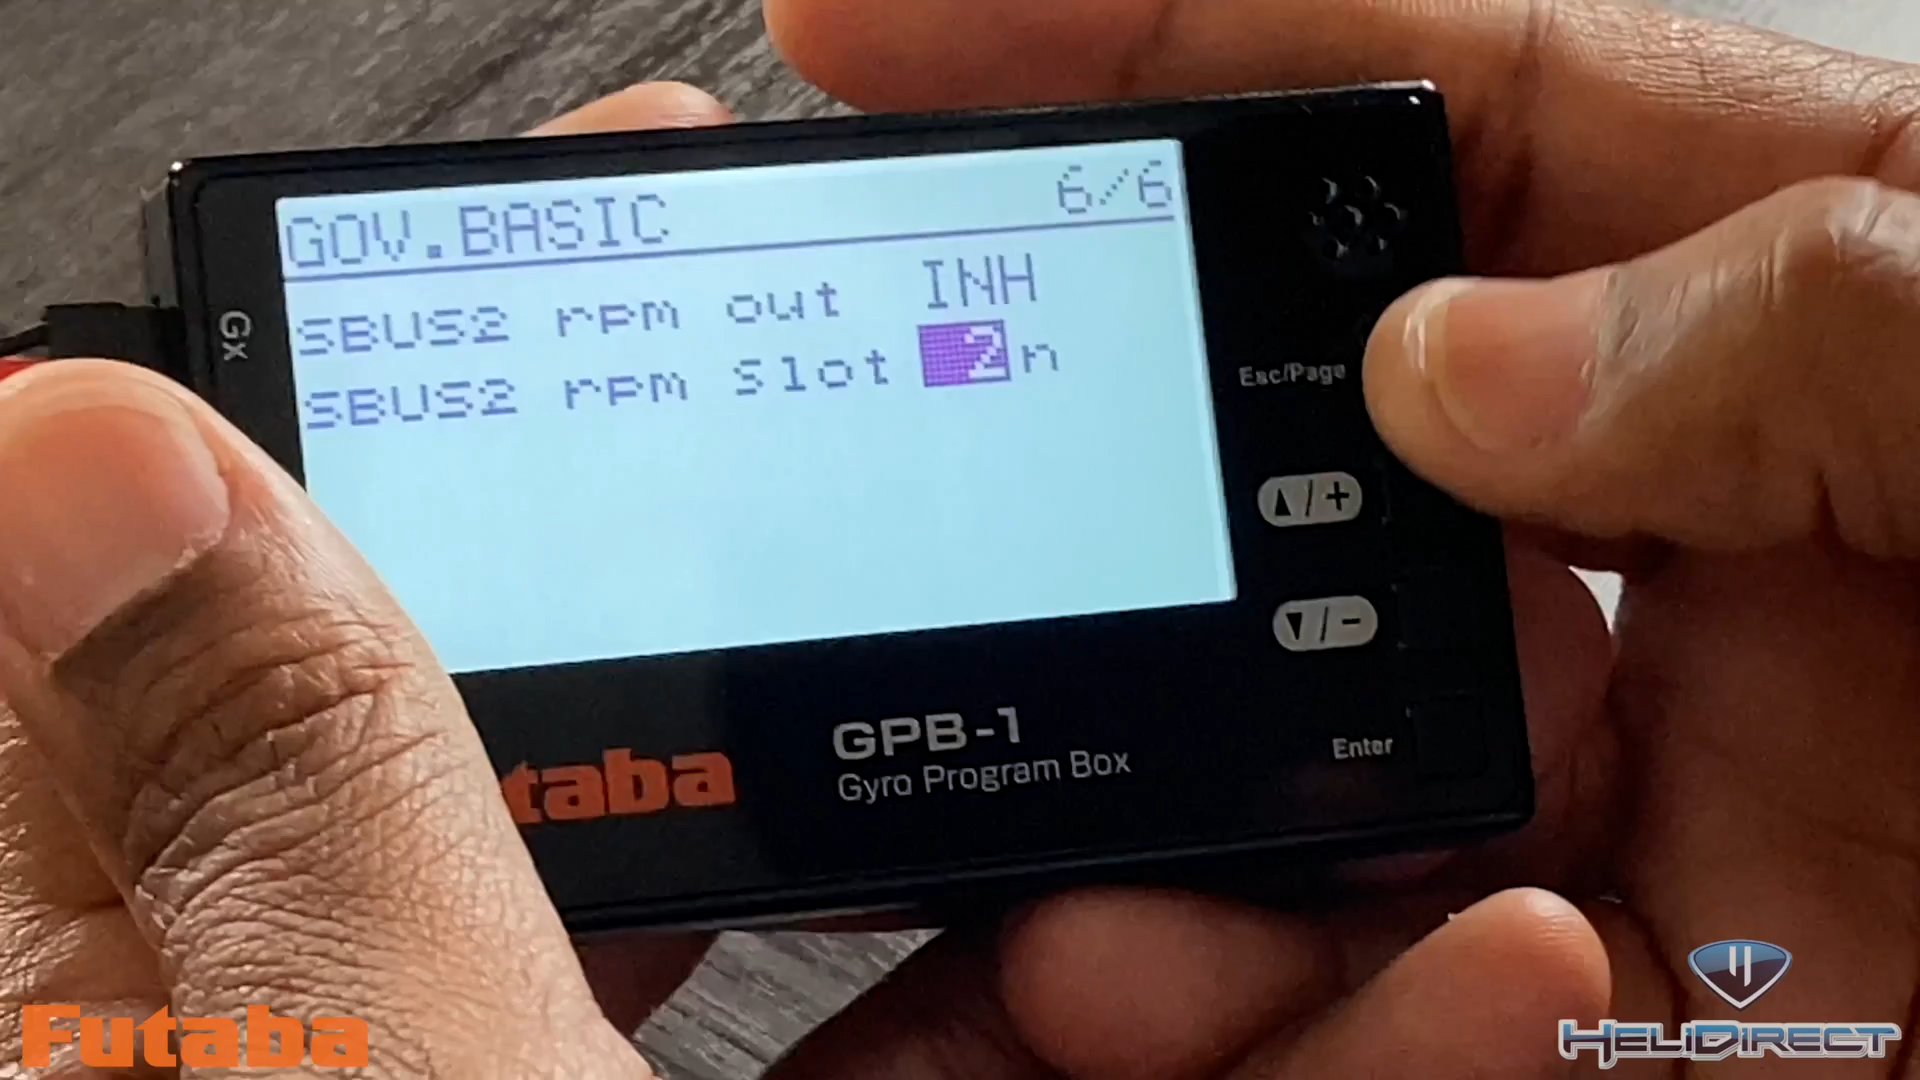 GOV.BASIC 6/6
SBUS2 rpm out INH
SBUS2 rpm Slot 2n
Gx
Esc/Page
▲/+
▼/-
Enter
taba
GPB-1
Gyro Program Box
Futaba
HELIDIRECT